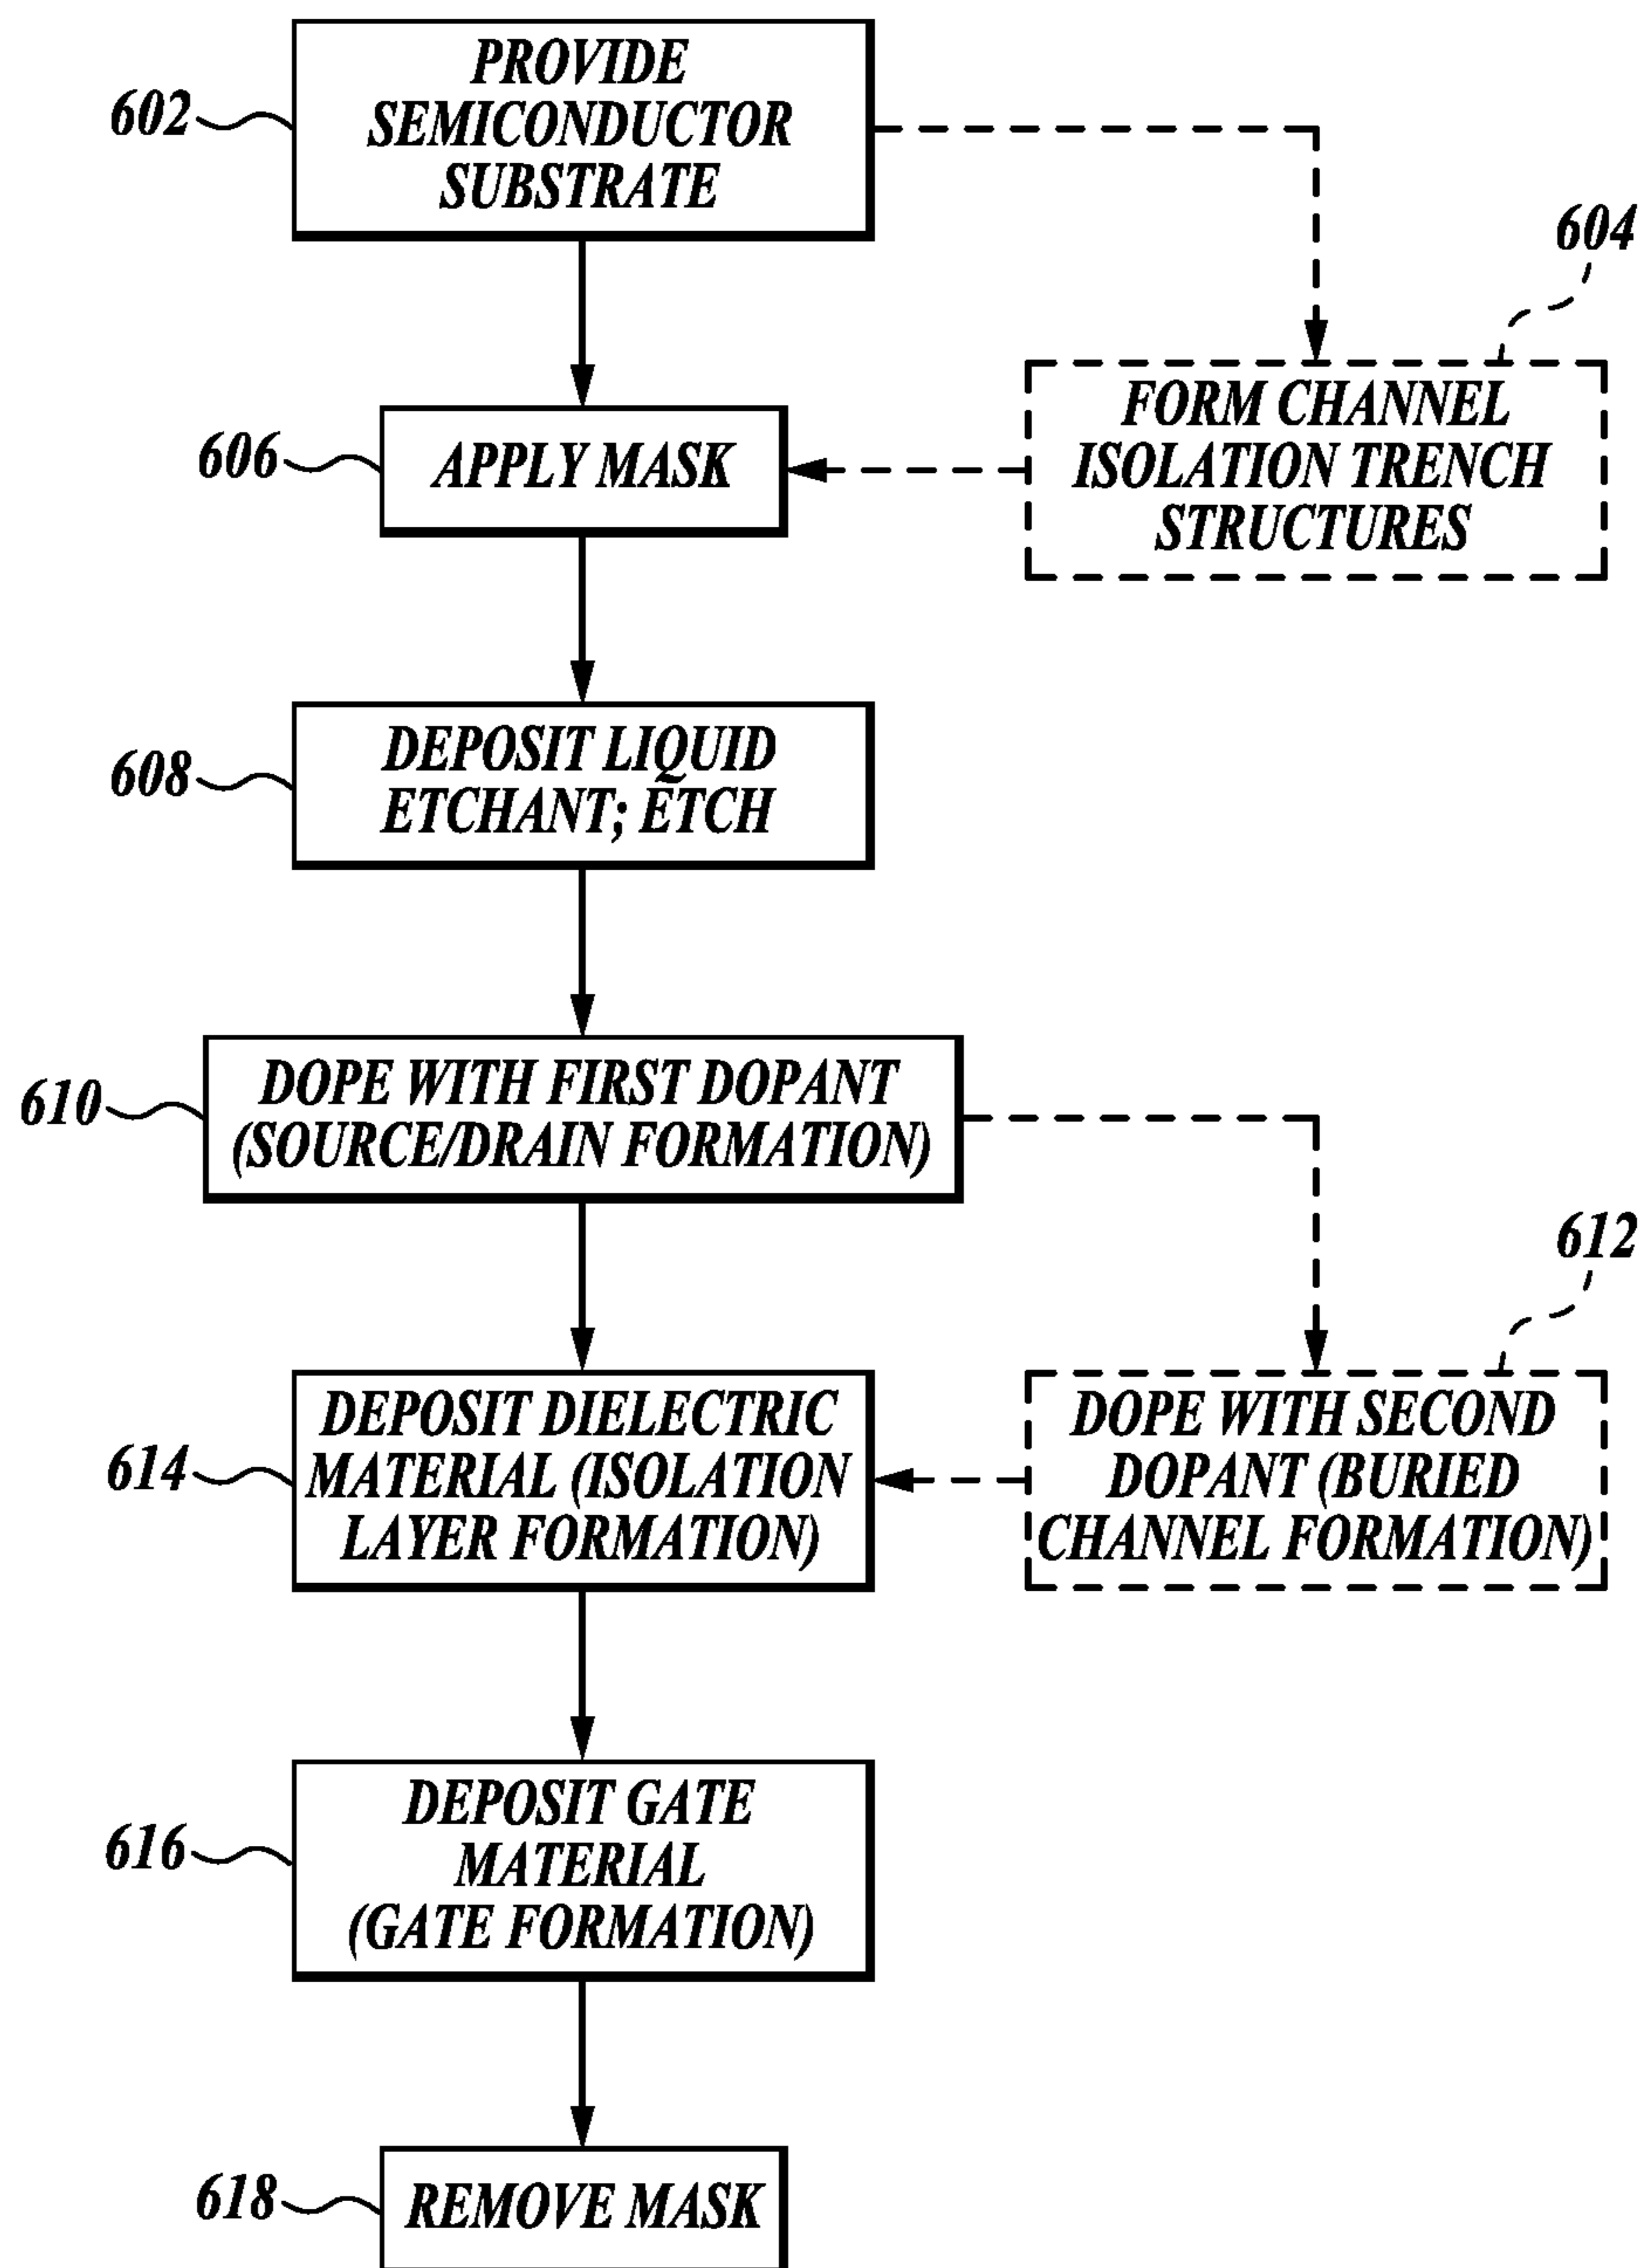 602
PROVIDE
SEMICONDUCTOR
SUBSTRATE
604
FORM CHANNEL
ISOLATION TRENCH
STRUCTURES
606
APPLY MASK
608
DEPOSIT LIQUID
ETCHANT; ETCH
610
DOPE WITH FIRST DOPANT
(SOURCE/DRAIN FORMATION)
612
DOPE WITH SECOND
DOPANT (BURIED
CHANNEL FORMATION)
614
DEPOSIT DIELECTRIC
MATERIAL (ISOLATION
LAYER FORMATION)
616
DEPOSIT GATE
MATERIAL
(GATE FORMATION)
618
REMOVE MASK